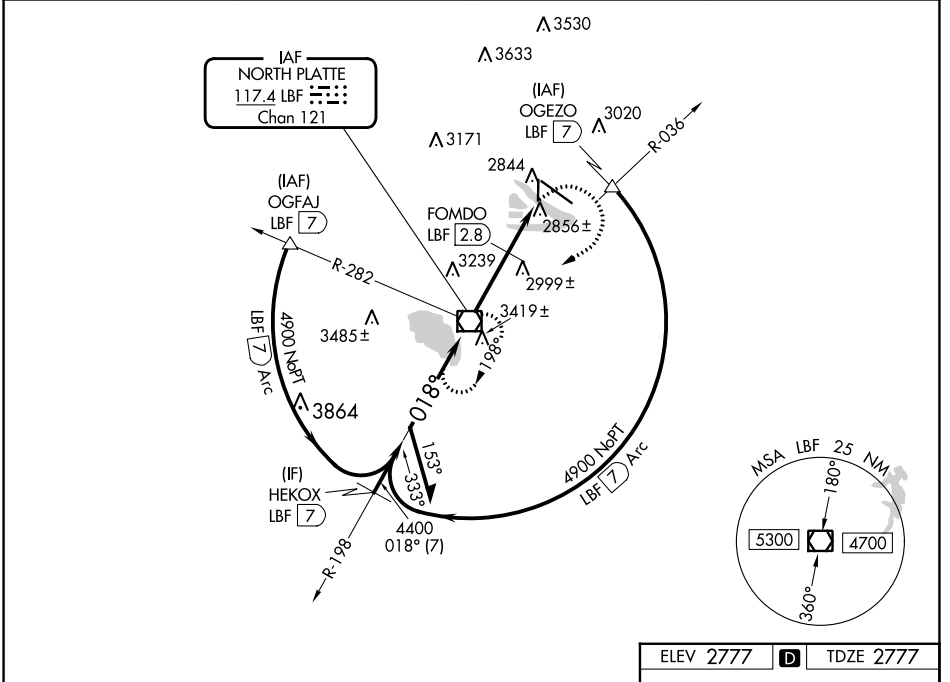 3530
3633
IAF
NORTH PLATTE
117.4 LBF
Chan 121
(IAF)
OGEZO
LBF 7
3020
R-036
3171
2844
(IAF)
OGFAJ
LBF 7
FOMDO
LBF 2.8
2856±
R-282
3239
2999±
3419±
3485±
4900 NoPT
LBF 7 Arc
198°
018°
3864
153°
333°
4900 NoPT
LBF 7 Arc
(IF)
HEKOX
LBF 7
4400
018° (7)
R-198
MSA LBF 25 NM
180°
5300
4700
360°
ELEV 2777 D TDZE 2777